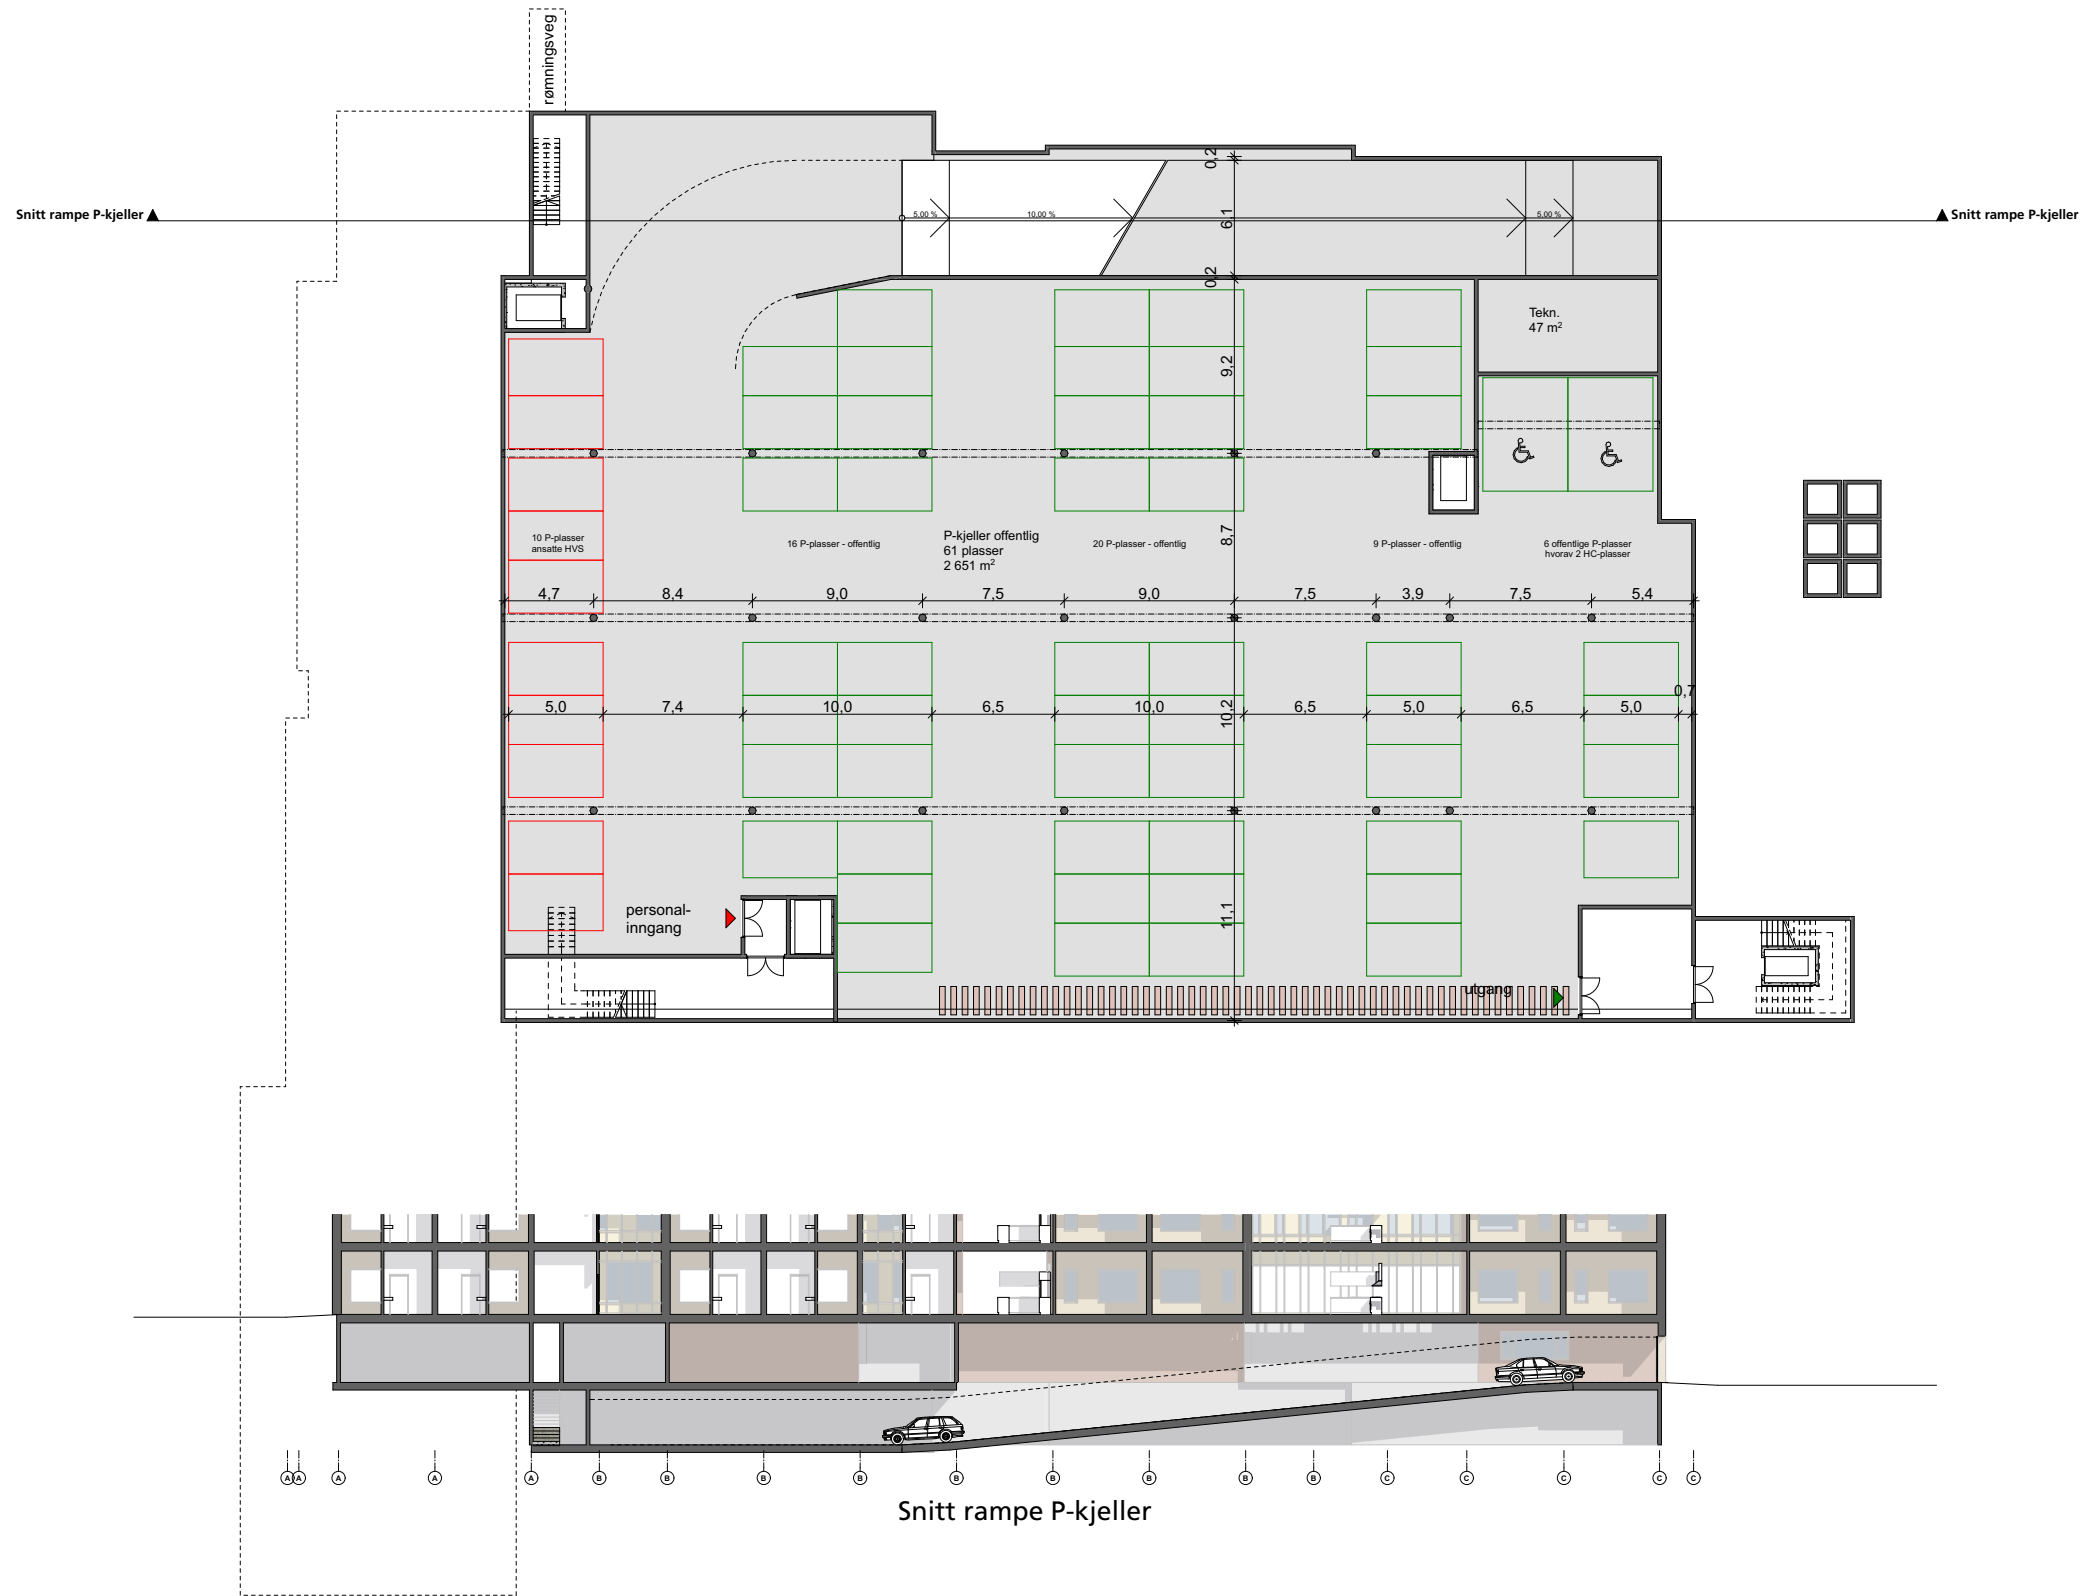 rømningsveg
Snitt rampe P-kjeller
Snitt rampe P-kjeller
0,2
5,00 %
10,00 %
6,1
5,00 %
0,2
Tekn.
47 m²
9,2
10 P-plasser
ansatte HVS
16 P-plasser - offentlig
P-kjeller offentlig
61 plasser
2 651 m²
20 P-plasser - offentlig
8,7
9 P-plasser - offentlig
6 offentlige P-plasser
hvorav 2 HC-plasser
4,7
8,4
9,0
7,5
9,0
7,5
3,9
7,5
5,4
0,7
5,0
7,4
10,0
6,5
10,0
10,2
6,5
5,0
6,5
5,0
personal-
inngang
11,1
utgang
A A A A A B B B B B B B B B C C C C C
Snitt rampe P-kjeller